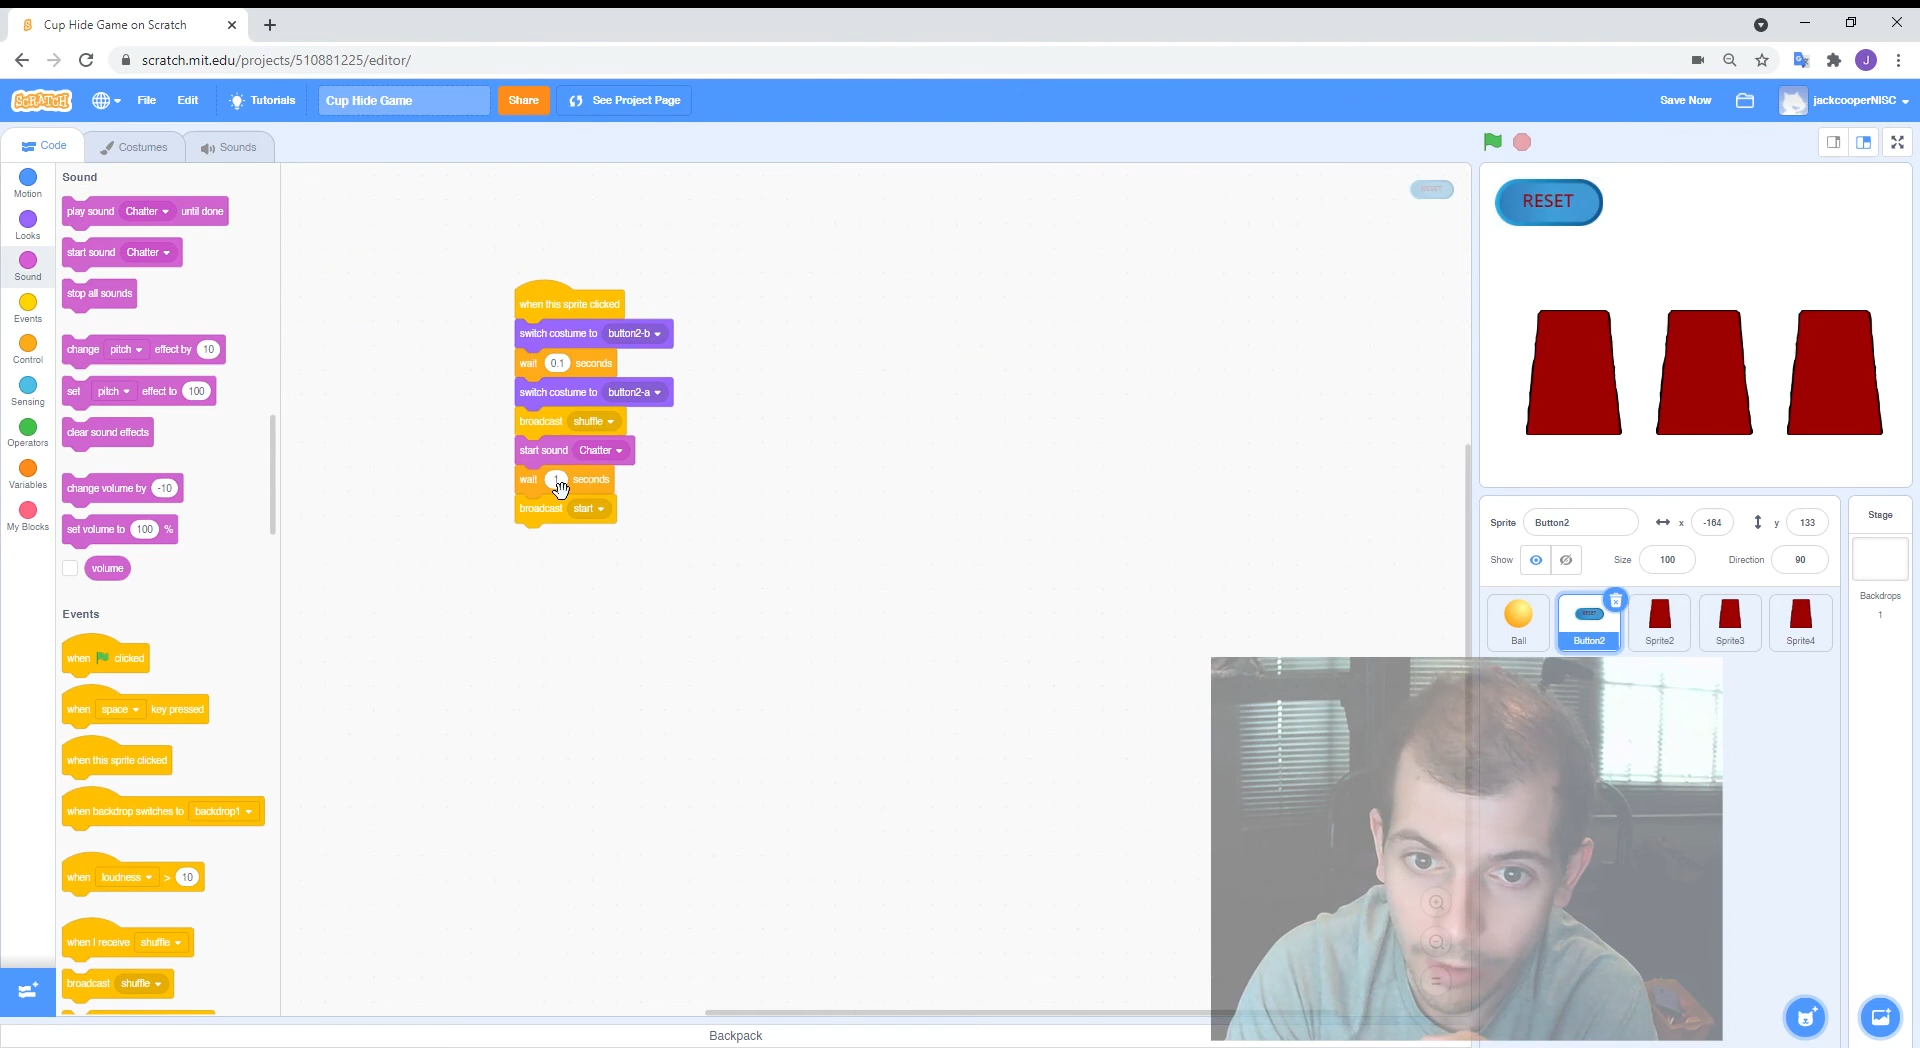 Cup Hide Game on Scratch
scratch.mit.edu/projects/510881225/editor/
J
SCRATCH
File
Edit
Tutorials
Cup Hide Game
Share
See Project Page
Save Now
jackcooperNISC
Code
Costumes
Sounds
Motion
Looks
Sound
Events
Control
Sensing
Operators
Variables
My Blocks
Sound
play sound Chatter until done
start sound Chatter
stop all sounds
change pitch effect by 10
set pitch effect to 100
clear sound effects
change volume by -10
set volume to 100 %
volume
Events
when clicked
when space key pressed
when this sprite clicked
when backdrop switches to backdrop1
when loudness > 10
when I receive shuffle
broadcast shuffle
when this sprite clicked
switch costume to button2-b
wait 0.1 seconds
switch costume to button2-a
broadcast shuffle
start sound Chatter
wait 1 seconds
broadcast start
RESET
RESET
Sprite Button2 x -164 y 133
Show Size 100 Direction 90
Ball
RESET
Button2
Sprite2
Sprite3
Sprite4
Stage
Backdrops
1
Backpack